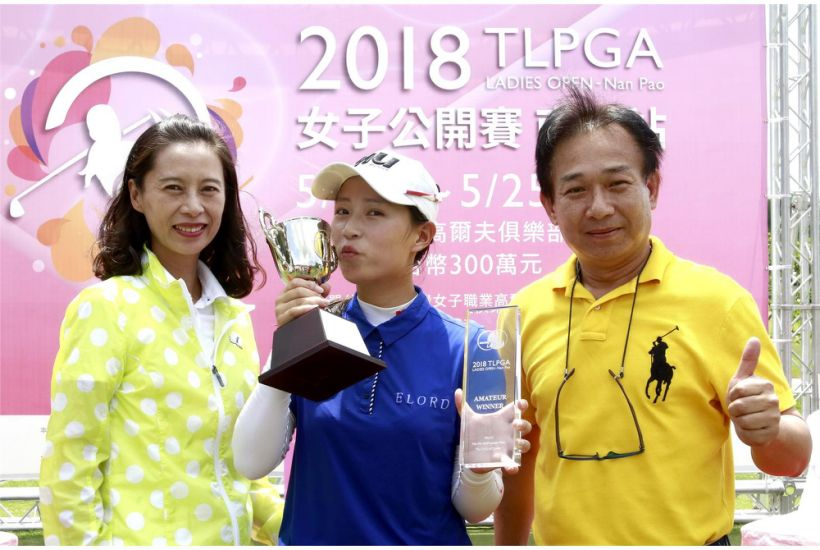 2018 TLPGA
LADIES OPEN-Nan Pao
女子公開賽
~ 5/25
高爾夫俱樂部
幣300萬元
女子職業高
ELORD
2018 TLPGA
LADIES OPEN-Nan Pao
AMATEUR
WINNER